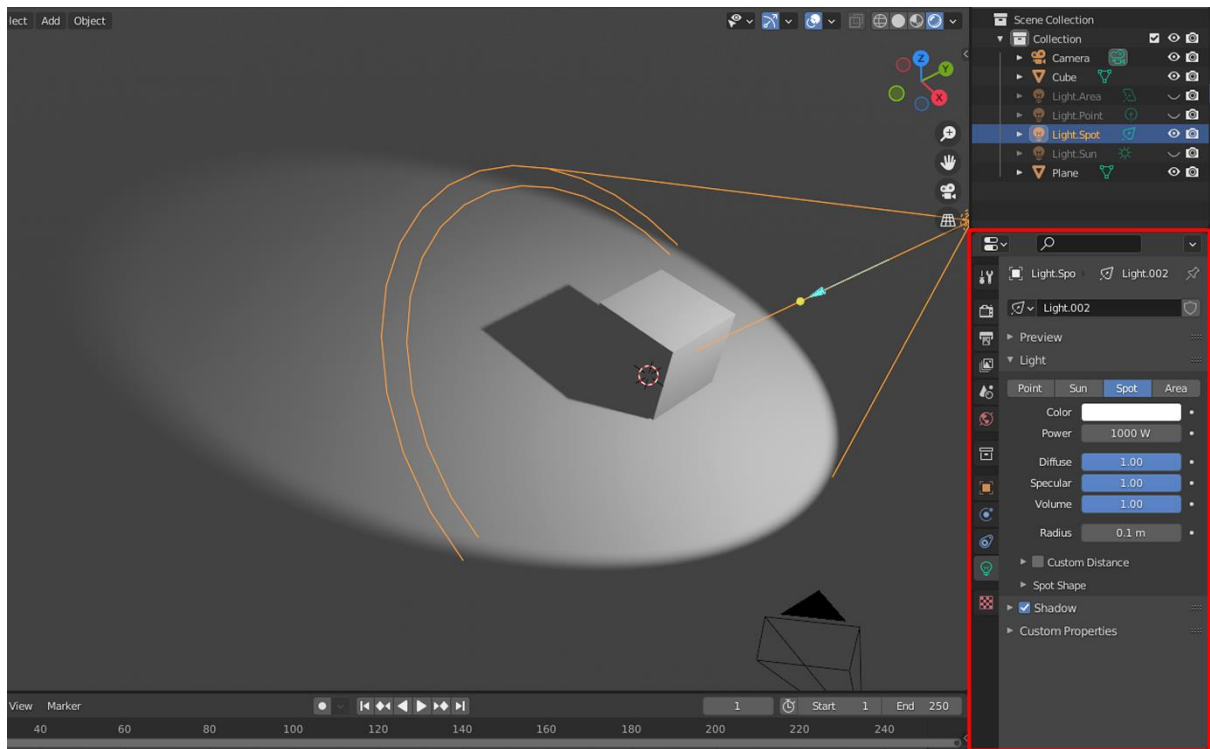 lect Add Object
Z
Y
X
Scene Collection
Collection
Camera
Cube
Light.Area
Light.Point
Light.Spot
Light.Sun
Plane
Light.Spo Light.002
Light.002
Preview
Light
Point Sun Spot Area
Color
Power 1000 W
Diffuse 1.00
Specular 1.00
Volume 1.00
Radius 0.1 m
Custom Distance
Spot Shape
Shadow
Custom Properties
View Marker 1 Start 1 End 250
40 60 80 100 120 140 160 180 200 220 240